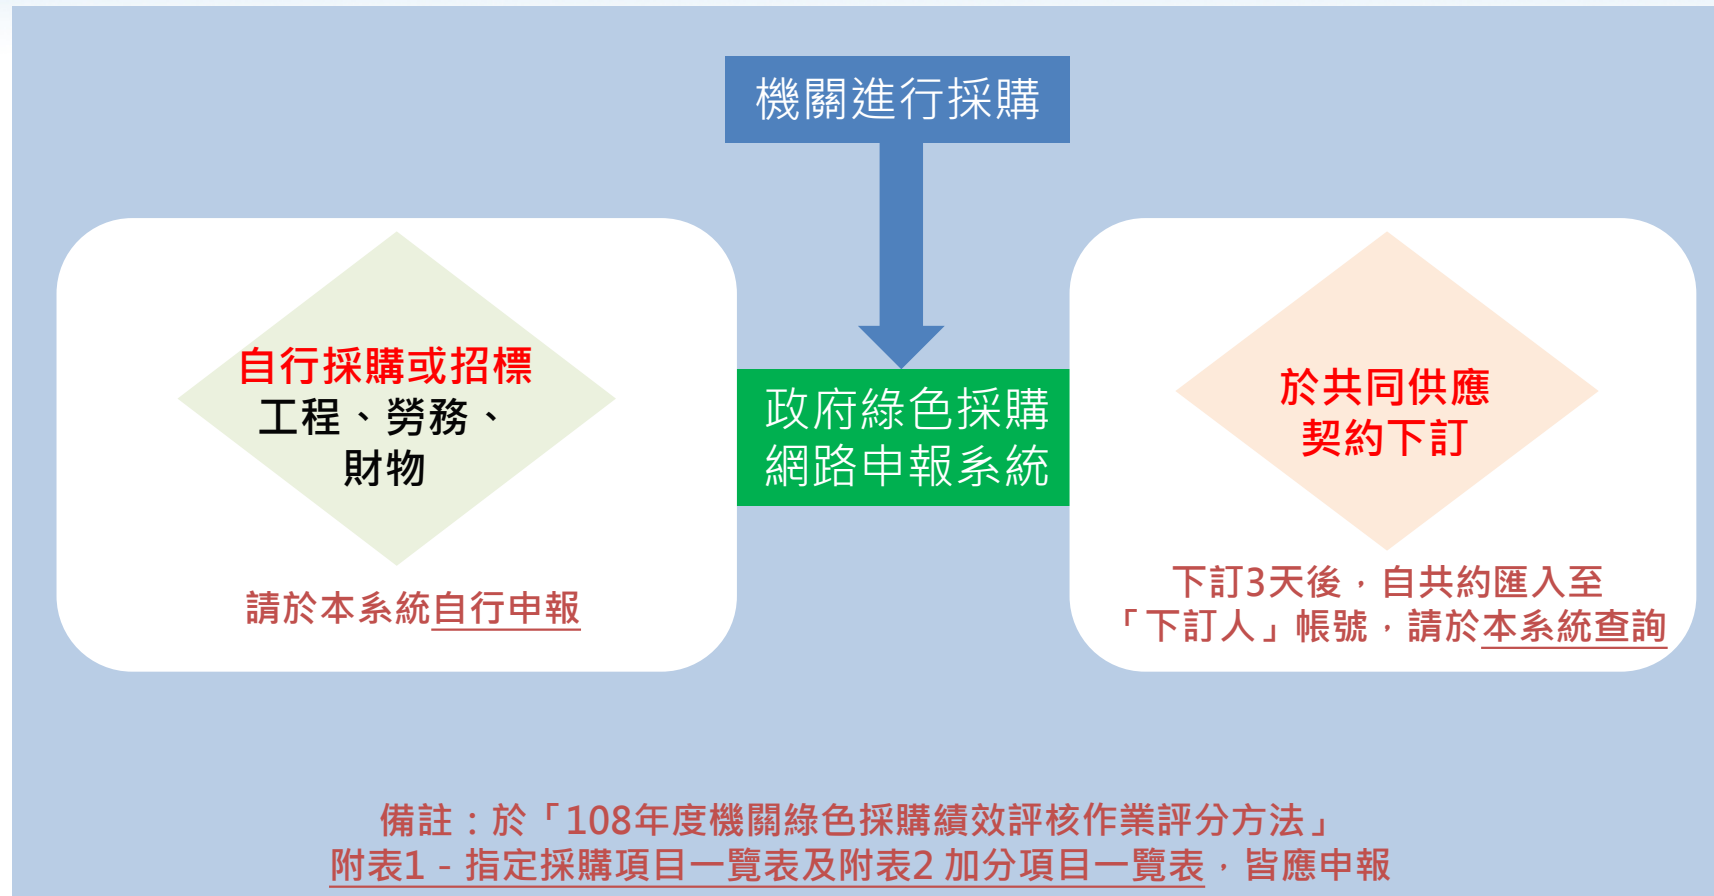 機關進行採購
自行採購或招標
工程、勞務、
財物
請於本系統自行申報
政府綠色採購
網路申報系統
於共同供應
契約下訂
下訂3天後，自共約匯入至
「下訂人」帳號，請於本系統查詢
備註：於「108年度機關綠色採購績效評核作業評分方法」
附表1－指定採購項目一覽表及附表2 加分項目一覽表，皆應申報